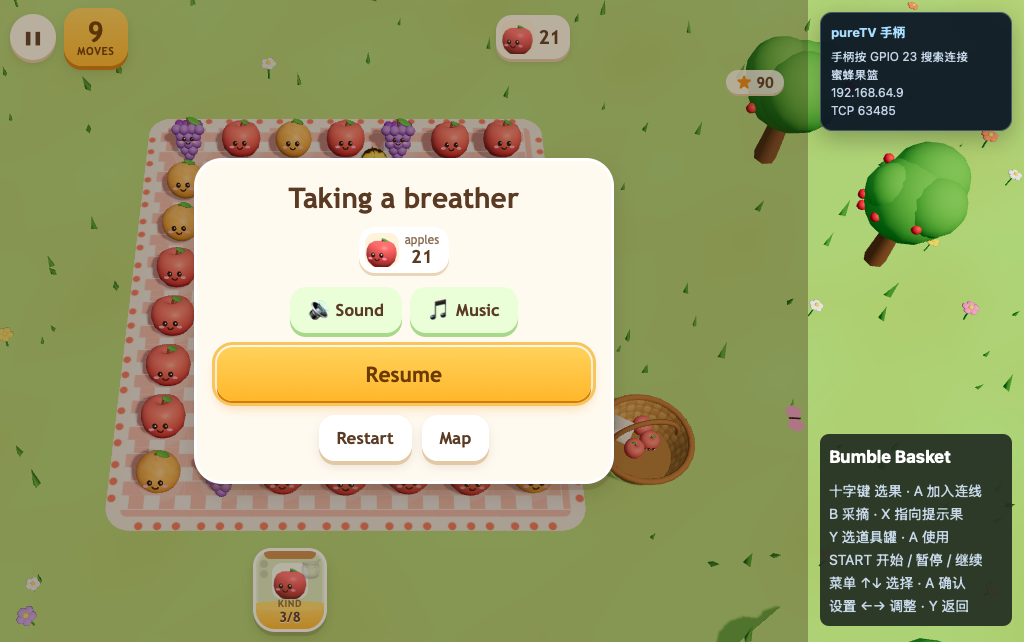 9
MOVES
21
90
Taking a breather
apples
21
Sound
Music
Resume
Restart
Map
KIND
3/8
pureTV 手柄
手柄按 GPIO 23 搜索连接
蜜蜂果篮
192.168.64.9
TCP 63485
Bumble Basket
十字键 选果 · A 加入连线
B 采摘 · X 指向提示果
Y 选道具罐 · A 使用
START 开始 / 暂停 / 继续
菜单 ↑↓ 选择 · A 确认
设置 ←→ 调整 · Y 返回